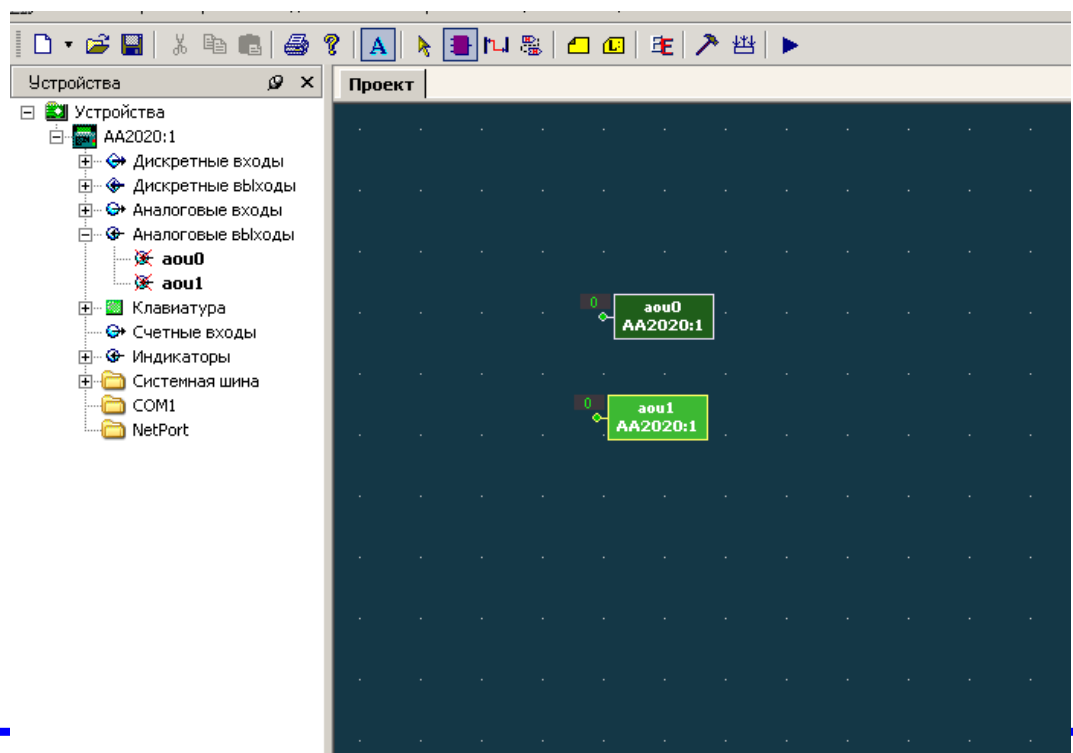 Устройства
Проект
Устройства
AA2020:1
Дискретные входы
Дискретные вЫходы
Аналоговые входы
Аналоговые вЫходы
aou0
aou1
Клавиатура
Счетные входы
Индикаторы
Системная шина
COM1
NetPort
0
aou0
AA2020:1
0
aou1
AA2020:1